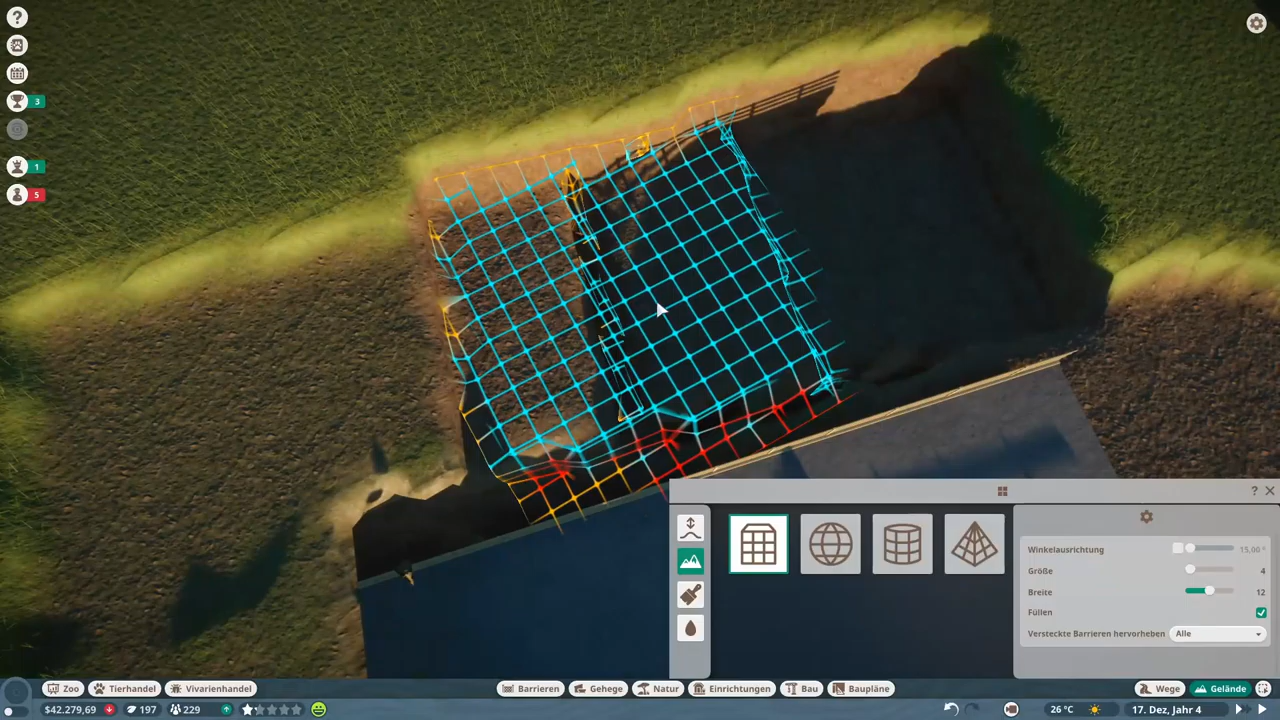 ?
3
1
5
?
Winkelausrichtung 15,00°
Größe 4
Breite 12
Füllen
Versteckte Barrieren hervorheben Alle
Zoo Tierhandel Vivarienhandel Barrieren Gehege Natur Einrichtungen Bau Baupläne Wege Gelände
$42.279,69 197 229 26 °C 17. Dez, Jahr 4